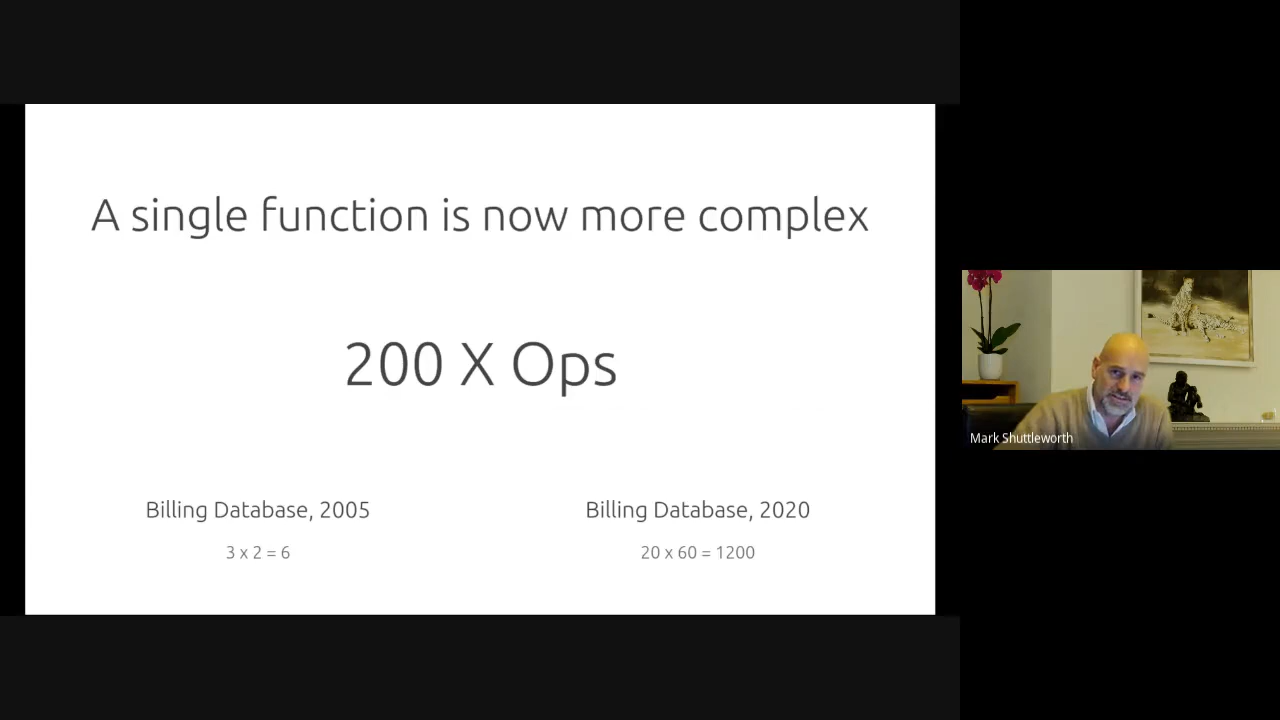 A single function is now more complex
200 X Ops
Billing Database, 2005
Billing Database, 2020
3 x 2 = 6
20 x 60 = 1200
Mark Shuttleworth